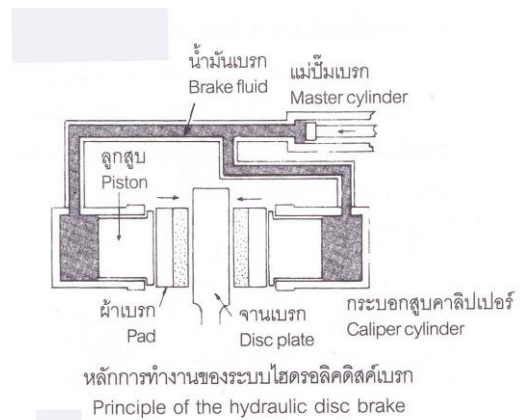 น้ำมันเบรก
Brake fluid
แม่ปั๊มเบรก
Master cylinder
ลูกสูบ
Piston
ผ้าเบรก
Pad
จานเบรก
Disc plate
กระบอกสูบคาลิปเปอร์
Caliper cylinder
หลักการทำงานของระบบไฮดรอลิคดิสค์เบรก
Principle of the hydraulic disc brake